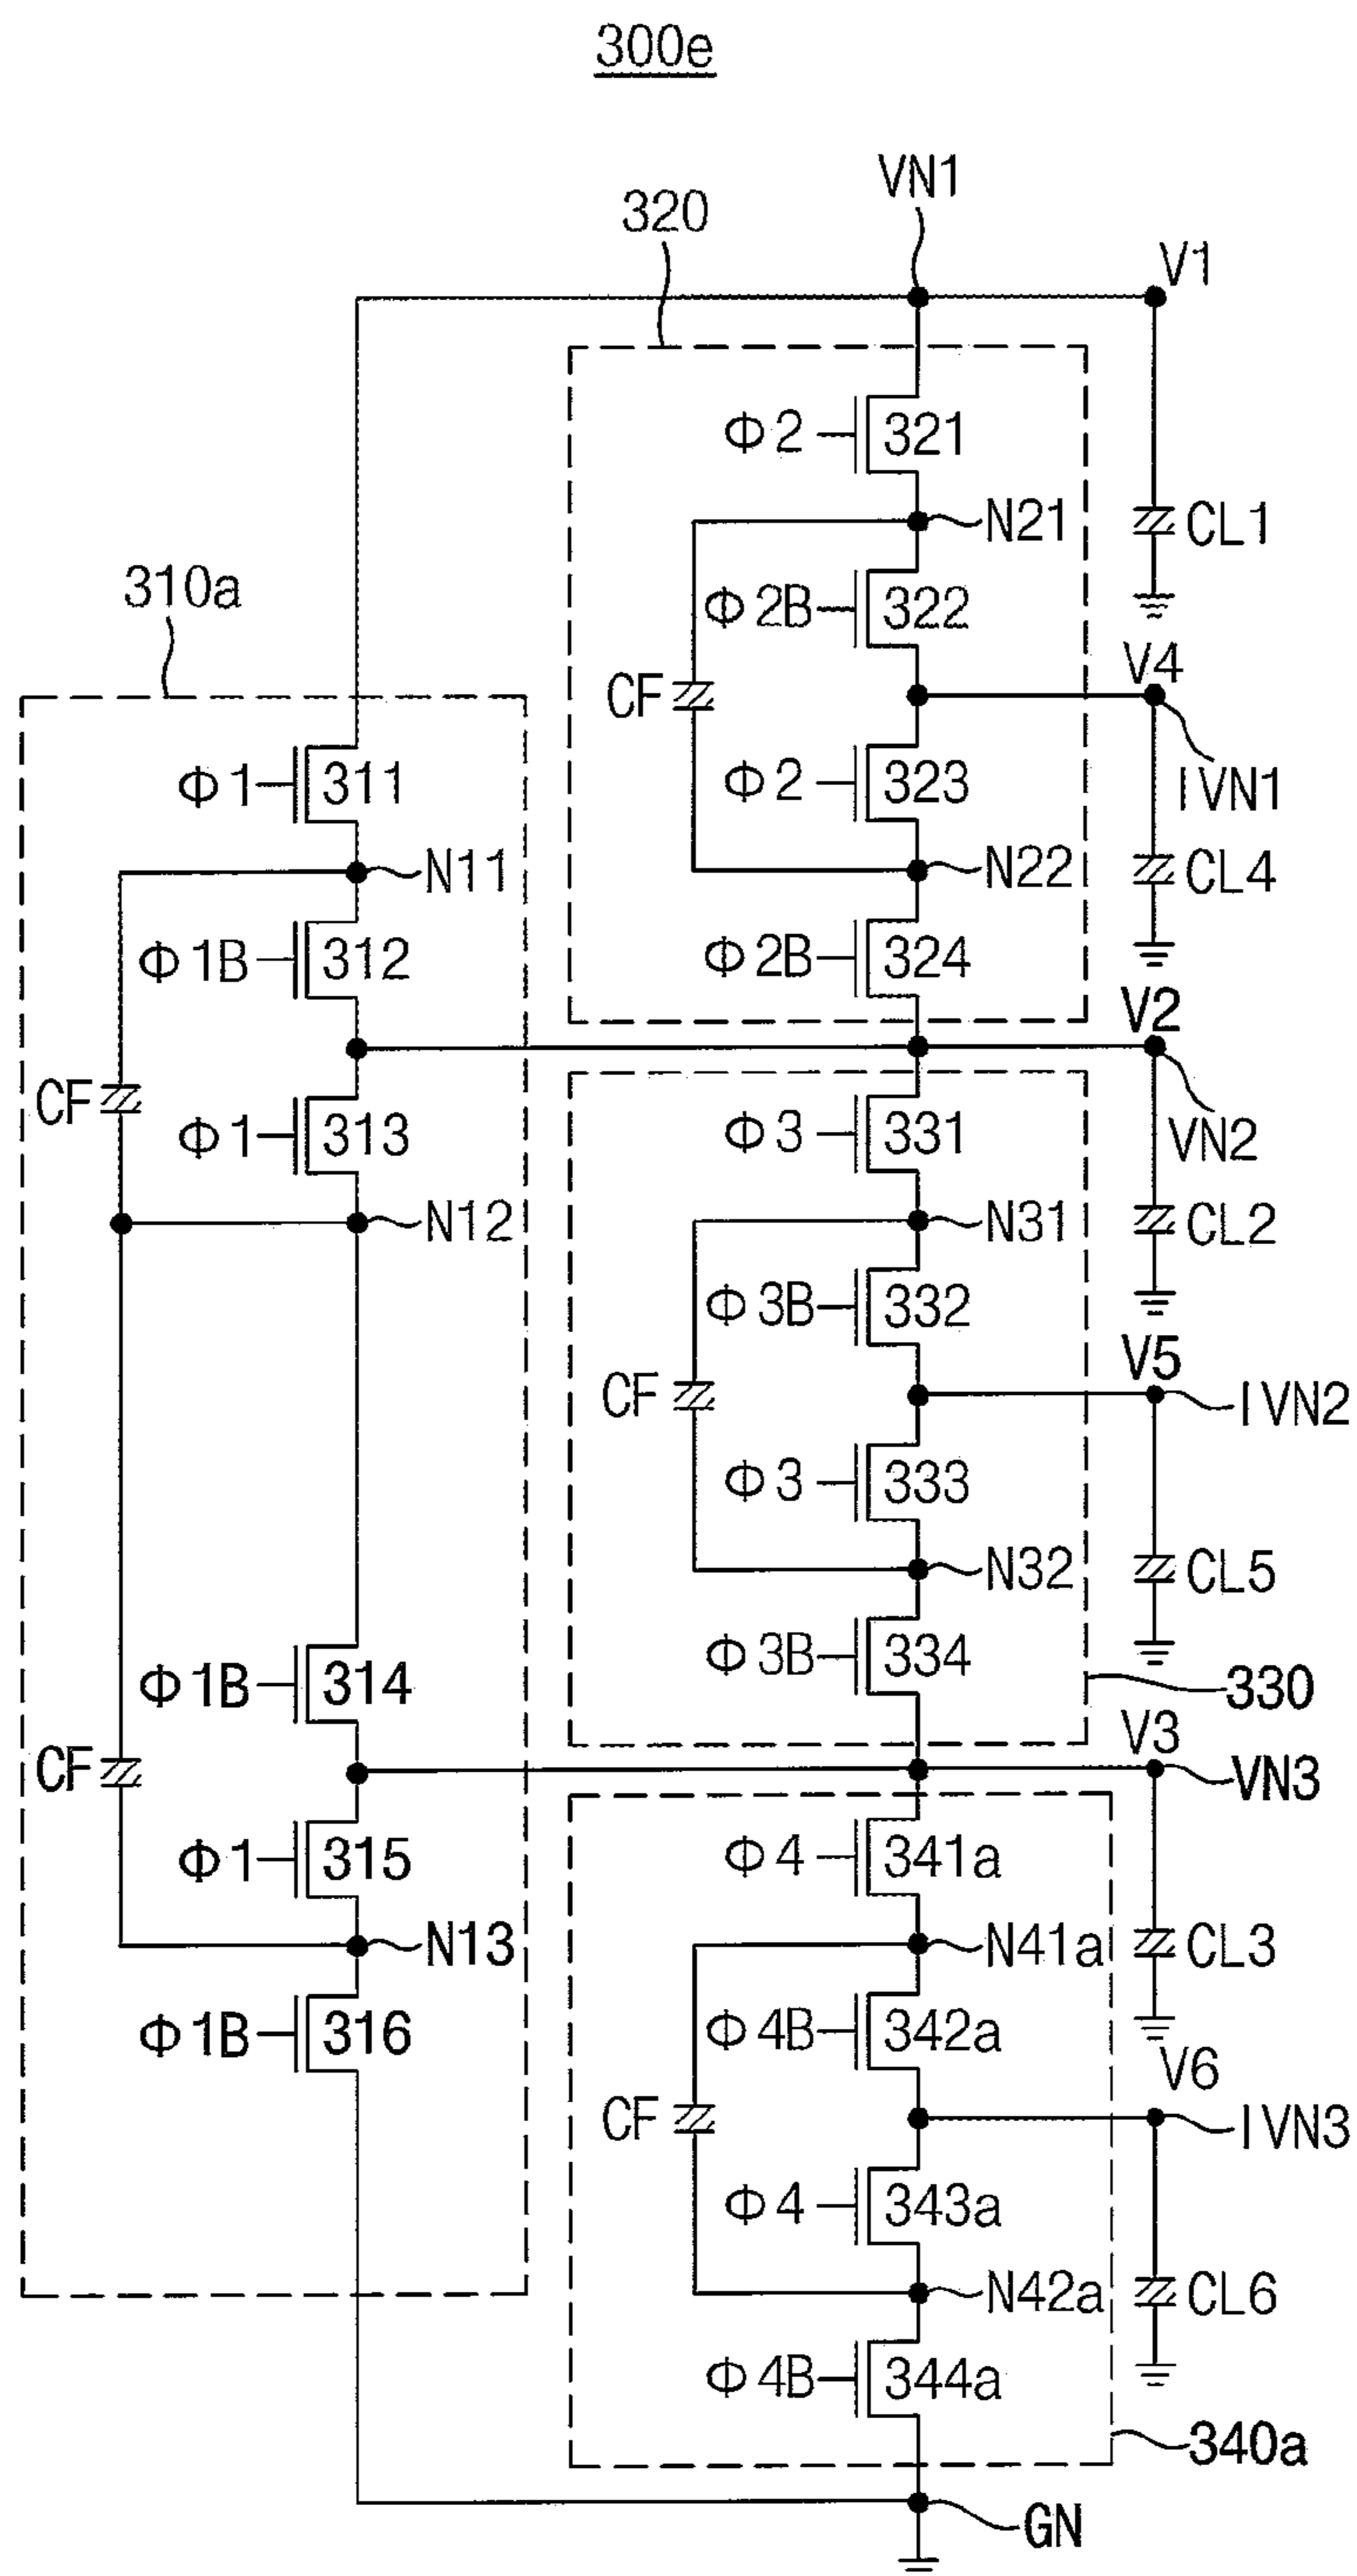 300e
VN1
320
V1
Φ2
321
N21
CL1
310a
Φ2B
322
V4
CF
Φ1
311
Φ2
323
IVN1
N11
N22
CL4
Φ1B
312
Φ2B
324
V2
CF
Φ1
313
Φ3
331
VN2
N12
N31
CL2
Φ3B
332
V5
CF
IVN2
Φ3
333
N32
CL5
Φ1B
314
Φ3B
334
330
V3
CF
VN3
Φ1
315
Φ4
341a
N13
N41a
CL3
Φ1B
316
Φ4B
342a
V6
CF
IVN3
Φ4
343a
N42a
CL6
Φ4B
344a
340a
GN